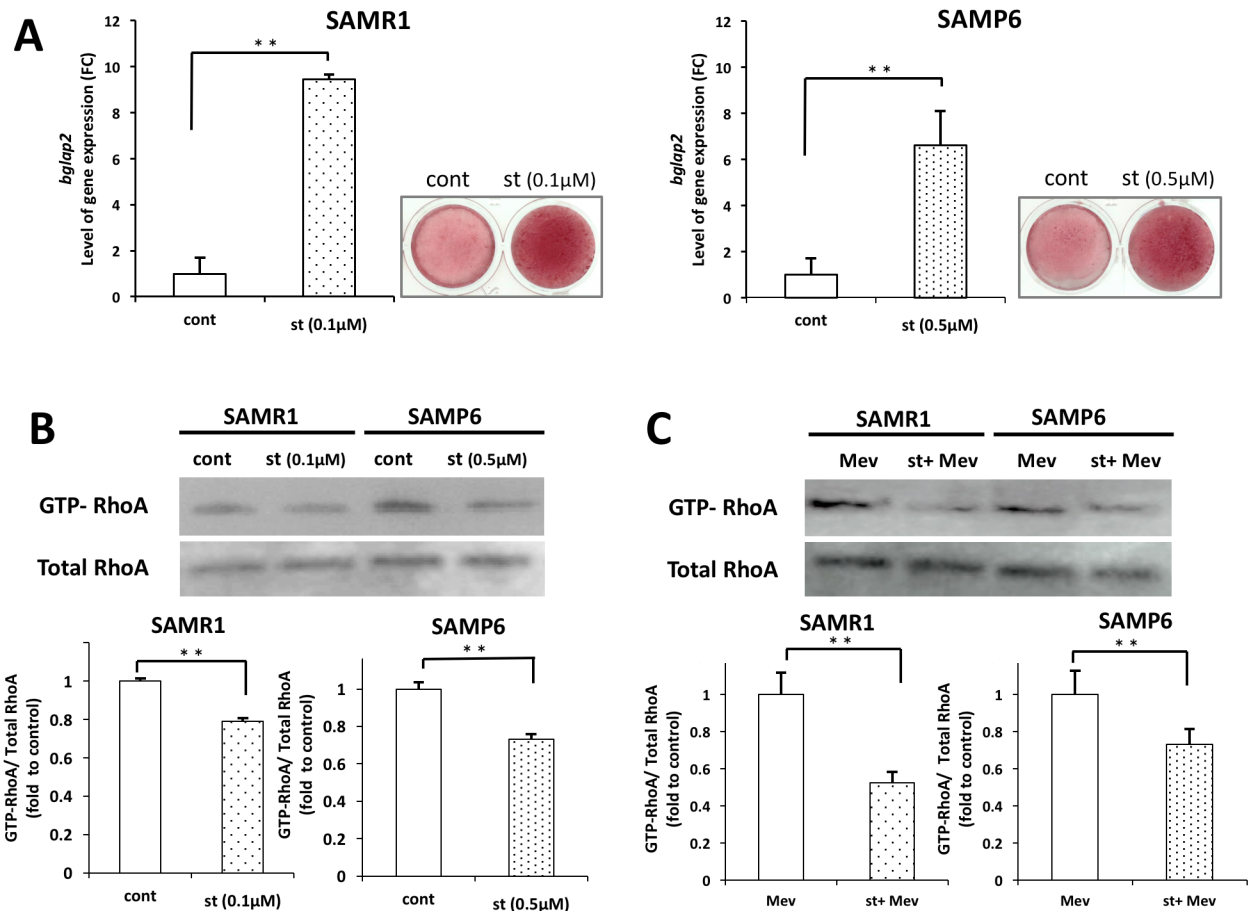 A
SAMR1
SAMP6
bglap2
Level of gene expression (FC)
12
10
8
6
4
2
0
* *
cont
st (0.1μM)
cont
st (0.1μM)
bglap2
Level of gene expression (FC)
12
10
8
6
4
2
0
* *
cont
st (0.5μM)
cont
st (0.5μM)
B
SAMR1
SAMP6
cont
st (0.1μM)
cont
st (0.5μM)
GTP- RhoA
Total RhoA
SAMR1
GTP-RhoA/ Total RhoA
(fold to control)
1
0.8
0.6
0.4
0.2
0
* *
cont
st (0.1μM)
SAMP6
GTP-RhoA/ Total RhoA
(fold to control)
1
0.8
0.6
0.4
0.2
0
* *
cont
st (0.5μM)
C
SAMR1
SAMP6
Mev
st+ Mev
Mev
st+ Mev
GTP- RhoA
Total RhoA
SAMR1
GTP-RhoA/ Total RhoA
(fold to control)
1
0.8
0.6
0.4
0.2
0
* *
Mev
st+ Mev
SAMP6
GTP-RhoA/ Total RhoA
(fold to control)
1
0.8
0.6
0.4
0.2
0
* *
Mev
st+ Mev